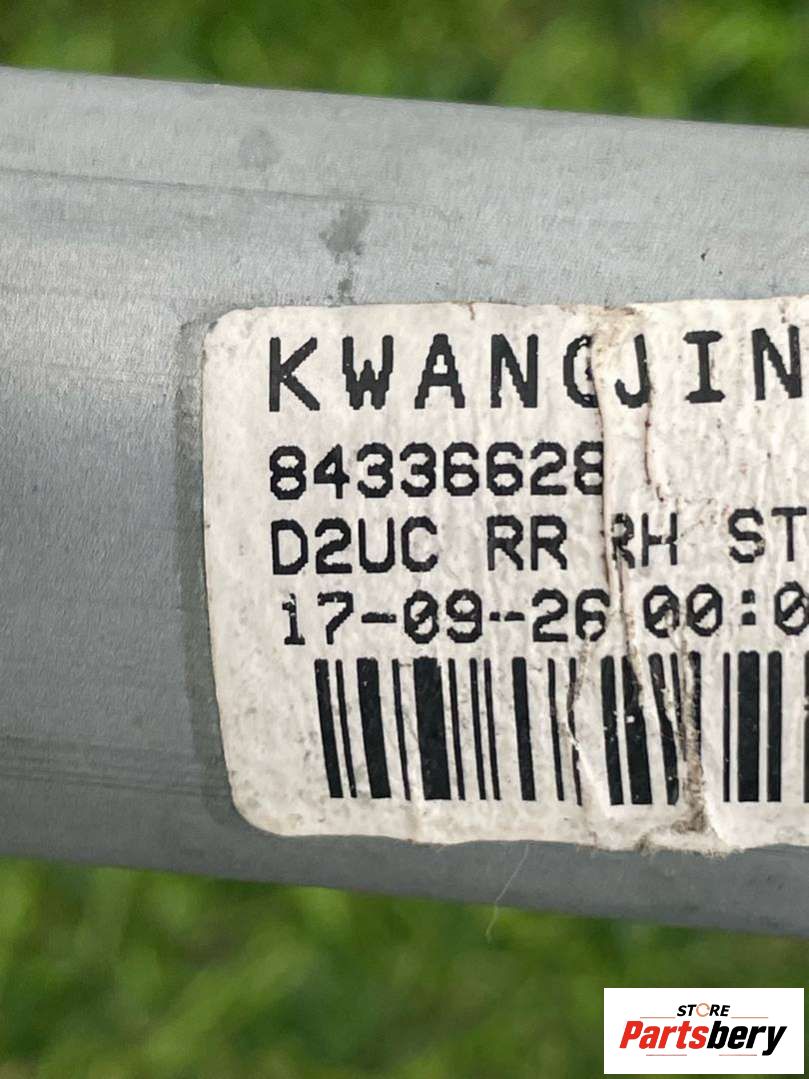 KWANGJIN
84336628
D2UC RR RH ST
17-09-26 00:0
STORE
Partsbery